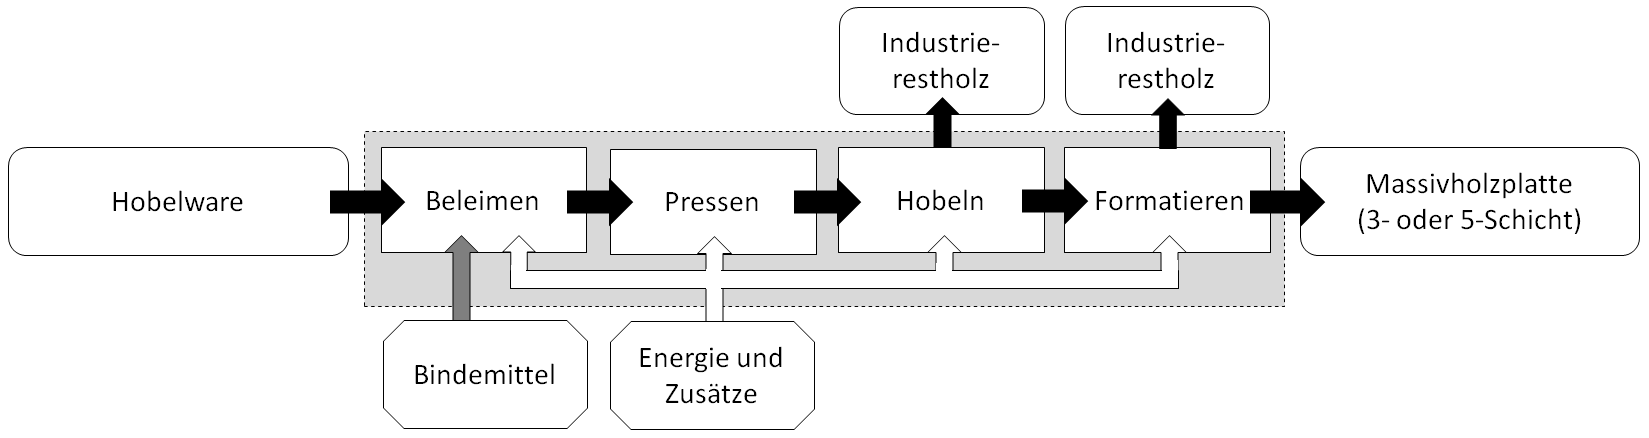 Industrie-
restholz
Industrie-
restholz
Hobelware
Beleimen
Pressen
Hobeln
Formatieren
Massivholzplatte
(3- oder 5-Schicht)
Bindemittel
Energie und
Zusätze